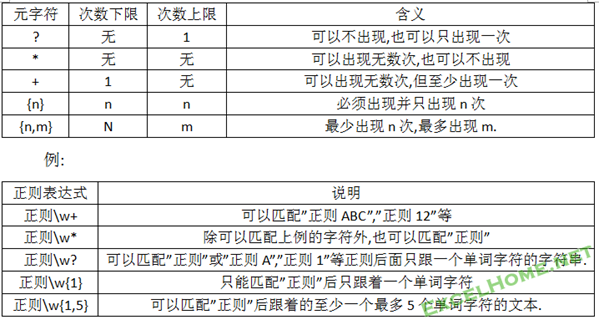 元字符 次数下限 次数上限 含义
? 无 1 可以不出现,也可以只出现一次
* 无 无 可以出现无数次,也可以不出现
+ 1 无 可以出现无数次,但至少出现一次
{n} n n 必须出现并只出现 n 次
{n,m} N m 最少出现 n 次,最多出现 m.
例:
正则表达式 说明
正则\w+ 可以匹配”正则 ABC”,”正则 12”等
正则\w* 除可以匹配上例的字符外,也可以匹配”正则”
正则\w? 可以匹配”正则”或”正则 A”,”正则 1”等正则后面只跟一个单词字符的字符串.
正则\w{1} 只能匹配”正则”后只跟着一个单词字符
正则\w{1,5} 可以匹配”正则”后跟着的至少一个最多 5 个单词字符的文本.
EXCELHOME.NET